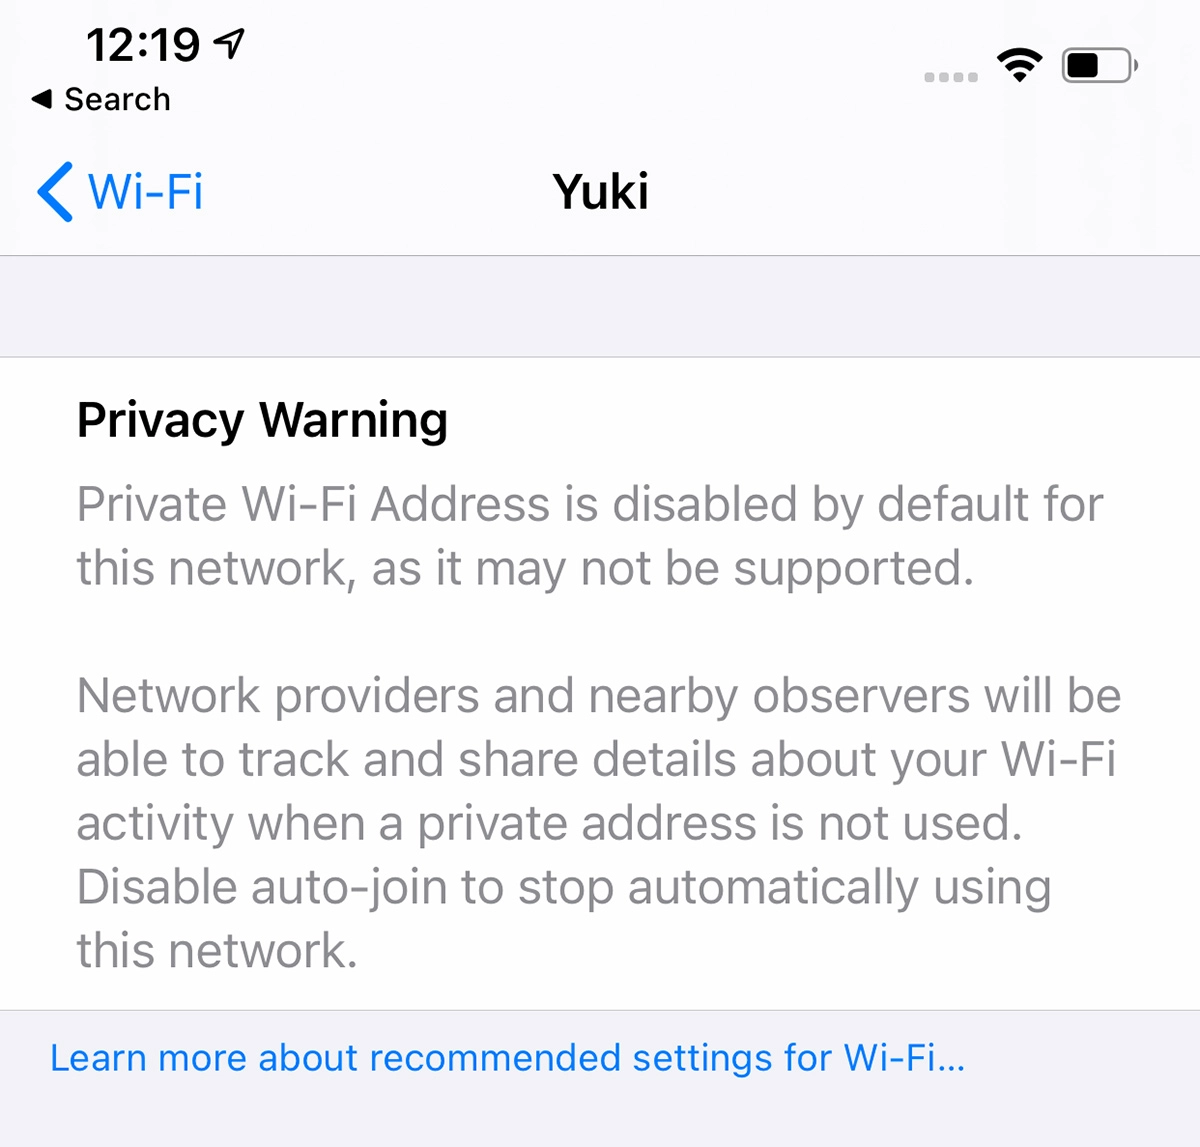 12:19
Search
Wi-Fi
Yuki
Privacy Warning
Private Wi-Fi Address is disabled by default for
this network, as it may not be supported.
Network providers and nearby observers will be
able to track and share details about your Wi-Fi
activity when a private address is not used.
Disable auto-join to stop automatically using
this network.
Learn more about recommended settings for Wi-Fi...